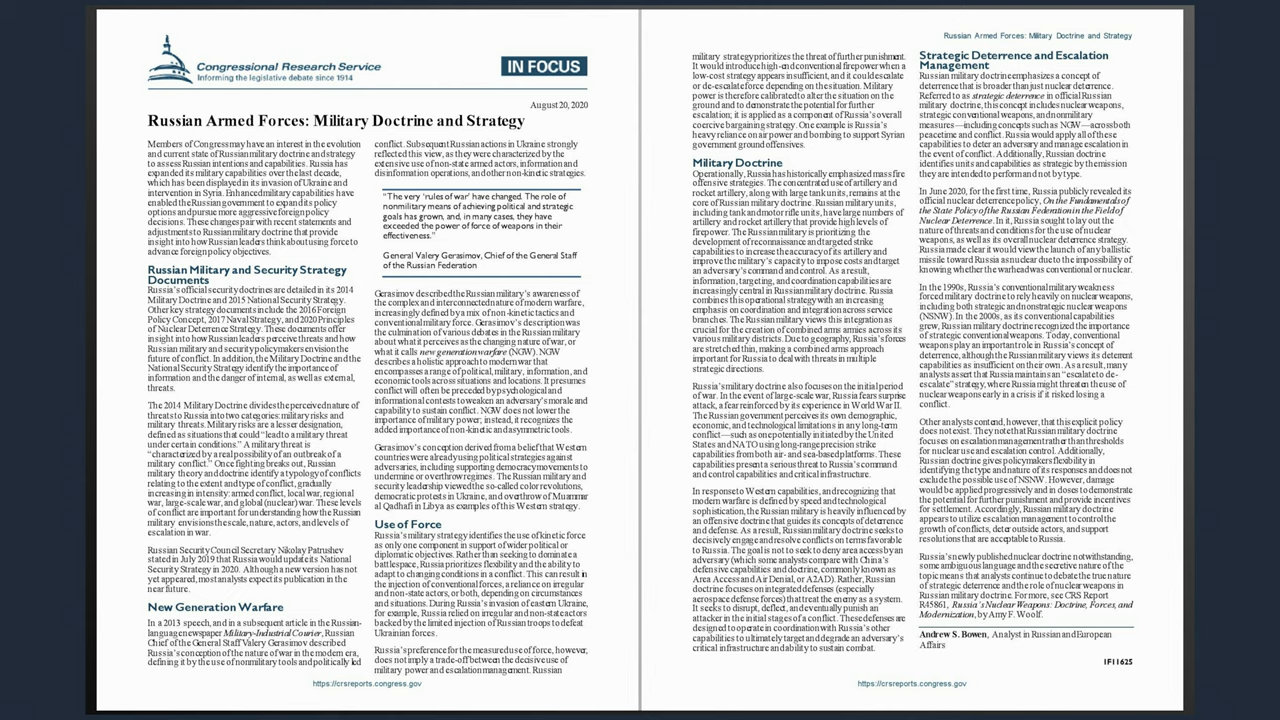 Congressional Research Service
Informing the legislative debate since 1914
IN FOCUS
August 20, 2020
Russian Armed Forces: Military Doctrine and Strategy
Members of Congress may have an interest in the evolution
and current state of Russian military doctrine and strategy
to assess Russian intentions and capabilities. Russia has
expanded its military capabilities over the last decade,
which has been displayed in its invasion of Ukraine and
intervention in Syria. Enhanced military capabilities have
enabled the Russian government to expand its policy
options and pursue more aggressive foreign policy
decisions. These changes pair with recent statements and
adjustments to Russian military doctrine that provide
insight into how Russian leaders think about using force to
advance foreign policy objectives.
Russian Military and Security Strategy
Documents
Russia's official security doctrines are detailed in its 2014
Military Doctrine and 2015 National Security Strategy.
Other key strategy documents include the 2016 Foreign
Policy Concept, 2017 Naval Strategy, and 2020 Principles
of Nuclear Deterrence Strategy. These documents offer
insight into how Russian leaders perceive threats and how
Russian military and security policymakers envision the
future of conflict. In addition, the Military Doctrine and the
National Security Strategy identify the importance of
information and the danger of internal, as well as external,
threats.
The 2014 Military Doctrine divides the perceived nature of
threats to Russia into two categories: military risks and
military threats. Military risks are a lesser designation,
defined as situations that could "lead to a military threat
under certain conditions." A military threat is
"characterized by a real possibility of an outbreak of a
military conflict." Once fighting breaks out, Russian
military theory and doctrine identify a typology of conflicts
relating to the extent and type of conflict, gradually
increasing in intensity: armed conflict, local war, regional
war, large-scale war, and global (nuclear) war. These levels
of conflict are important for understanding how the Russian
military envisions the scale, nature, actors, and levels of
escalation in war.
Russian Security Council Secretary Nikolay Patrushev
stated in July 2019 that Russia would update its National
Security Strategy in 2020. Although a new version has not
yet appeared, most analysts expect its publication in the
near future.
New Generation Warfare
In a 2013 speech, and in a subsequent article in the Russian-
language newspaper Military-Industrial Courier, Russian
Chief of the General Staff Valery Gerasimov described
Russia's conception of the nature of war in the modern era,
defining it by the use of nonmilitary tools and politically led
conflict. Subsequent Russian actions in Ukraine strongly
reflected this view, as they were characterized by the
extensive use of non-state armed actors, information and
disinformation operations, and other non-kinetic strategies.
"The very 'rules of war' have changed. The role of
nonmilitary means of achieving political and strategic
goals has grown, and, in many cases, they have
exceeded the power of force of weapons in their
effectiveness."
General Valery Gerasimov, Chief of the General Staff
of the Russian Federation
Gerasimov described the Russian military's awareness of
the complex and interconnected nature of modern warfare,
increasingly defined by a mix of non-kinetic tactics and
conventional military force. Gerasimov's description was
the culmination of various debates in the Russian military
about what it perceives as the changing nature of war, or
what it calls new generation warfare (NGW). NGW
describes a holistic approach to modern war that
encompasses a range of political, military, information, and
economic tools across situations and locations. It presumes
conflict will often be preceded by psychological and
informational contests to weaken an adversary's morale and
capability to sustain conflict. NGW does not lower the
importance of military power; instead, it recognizes the
added importance of non-kinetic and asymmetric tools.
Gerasimov's conception derived from a belief that Western
countries were already using political strategies against
adversaries, including supporting democracy movements to
undermine or overthrow regimes. The Russian military and
security leadership viewed the so-called color revolutions,
democratic protests in Ukraine, and overthrow of Muammar
al Qadhafi in Libya as examples of this Western strategy.
Use of Force
Russia's military strategy identifies the use of kinetic force
as only one component in support of wider political or
diplomatic objectives. Rather than seeking to dominate a
battlespace, Russia prioritizes flexibility and the ability to
adapt to changing conditions in a conflict. This can result in
the injection of conventional forces, a reliance on irregular
and non-state actors, or both, depending on circumstances
and situations. During Russia's invasion of eastern Ukraine,
for example, Russia relied on irregular and non-state actors
backed by the limited injection of Russian troops to defeat
Ukrainian forces.
Russia's preference for the measured use of force, however,
does not imply a trade-off between the decisive use of
military power and escalation management. Russian
https://crsreports.congress.gov
Russian Armed Forces: Military Doctrine and Strategy
military strategy prioritizes the threat of further punishment.
It would introduce high-end conventional firepower when a
low-cost strategy appears insufficient, and it could escalate
or de-escalate force depending on the situation. Military
power is therefore calibrated to alter the situation on the
ground and to demonstrate the potential for further
escalation; it is applied as a component of Russia's overall
coercive bargaining strategy. One example is Russia's
heavy reliance on air power and bombing to support Syrian
government ground offensives.
Military Doctrine
Operationally, Russia has historically emphasized mass fire
offensive strategies. The concentrated use of artillery and
rocket artillery, along with large tank units, remains at the
core of Russian military doctrine. Russian military units,
including tank and motor rifle units, have large numbers of
artillery and rocket artillery that provide high levels of
firepower. The Russian military is prioritizing the
development of reconnaissance and targeted strike
capabilities to increase the accuracy of its artillery and
improve the military's capacity to impose costs and target
an adversary's command and control. As a result,
information, targeting, and coordination capabilities are
increasingly central in Russian military doctrine. Russia
combines this operational strategy with an increasing
emphasis on coordination and integration across service
branches. The Russian military views this integration as
crucial for the creation of combined arms armies across its
various military districts. Due to geography, Russia's forces
are stretched thin, making a combined arms approach
important for Russia to deal with threats in multiple
strategic directions.
Russia's military doctrine also focuses on the initial period
of war. In the event of large-scale war, Russia fears surprise
attack, a fear reinforced by its experience in World War II.
The Russian government perceives its own demographic,
economic, and technological limitations in any long-term
conflict—such as one potentially initiated by the United
States and NATO using long-range precision strike
capabilities from both air- and sea-based platforms. These
capabilities present a serious threat to Russia's command
and control capabilities and critical infrastructure.
In response to Western capabilities, and recognizing that
modern warfare is defined by speed and technological
sophistication, the Russian military is heavily influenced by
an offensive doctrine that guides its concepts of deterrence
and defense. As a result, Russian military doctrine seeks to
decisively engage and resolve conflicts on terms favorable
to Russia. The goal is not to seek to deny area access by an
adversary (which some analysts compare with China's
defensive capabilities and doctrine, commonly known as
Area Access and Air Denial, or A2AD). Rather, Russian
doctrine focuses on integrated defenses (especially
aerospace defense forces) that attreat the enemy as a system.
It seeks to disrupt, deflect, and eventually punish an
attacker in the initial stages of a conflict. These defenses are
designed to operate in coordination with Russia's other
capabilities to ultimately target and degrade an adversary's
critical infrastructure and ability to sustain combat.
Strategic Deterrence and Escalation
Management
Russian military doctrine emphasizes a concept of
deterrence that is broader than just nuclear deterrence.
Referred to as strategic deterrence in official Russian
military doctrine, this concept includes nuclear weapons,
strategic conventional weapons, and nonmilitary
measures—including concepts such as NGW—across both
peacetime and conflict. Russia would apply all of these
capabilities to deter an adversary and manage escalation in
the event of conflict. Additionally, Russian doctrine
identifies units and capabilities as strategic by the mission
they are intended to perform and not by type.
In June 2020, for the first time, Russia publicly revealed its
official nuclear deterrence policy, On the Fundamentals of
the State Policy of the Russian Federation in the Field of
Nuclear Deterrence. In it, Russia sought to lay out the
nature of threats and conditions for the use of nuclear
weapons, as well as its overall nuclear deterrence strategy.
Russia made clear it would view the launch of any ballistic
missile toward Russia as nuclear due to the impossibility of
knowing whether the warhead was conventional or nuclear.
In the 1990s, Russia's conventional military weakness
forced military doctrine to rely heavily on nuclear weapons,
including both strategic and nonstrategic nuclear weapons
(NSNW). In the 2000s, as its conventional capabilities
grew, Russian military doctrine recognized the importance
of strategic conventional weapons. Today, conventional
weapons play an important role in Russia's concept of
deterrence, although the Russian military views its deterrent
capabilities as insufficient on their own. As a result, many
analysts assert that Russia maintains an "escalate to de-
escalate" strategy, where Russia might threaten the use of
nuclear weapons early in a crisis if it risked losing a
conflict.
Other analysts contend, however, that this explicit policy
does not exist. They note that Russian military doctrine
focuses on escalation management rather than thresholds
for nuclear use and escalation control. Additionally,
Russian doctrine gives policymakers flexibility in
identifying the type and nature of its responses and does not
exclude the possible use of NSNW. However, damage
would be applied progressively and in doses to demonstrate
the potential for further punishment and provide incentives
for settlement. Accordingly, Russian military doctrine
appears to utilize escalation management to control the
growth of conflicts, deter outside actors, and support
resolutions that are acceptable to Russia.
Russia's newly published nuclear doctrine notwithstanding,
some ambiguous language and the secretive nature of the
topic means that analysts continue to debate the true nature
of strategic deterrence and the role of nuclear weapons in
Russian military doctrine. For more, see CRS Report
R45861, Russia's Nuclear Weapons: Doctrine, Forces, and
Modernization, by Amy F. Woolf.
Andrew S. Bowen, Analyst in Russian and European
Affairs
IF11625
https://crsreports.congress.gov